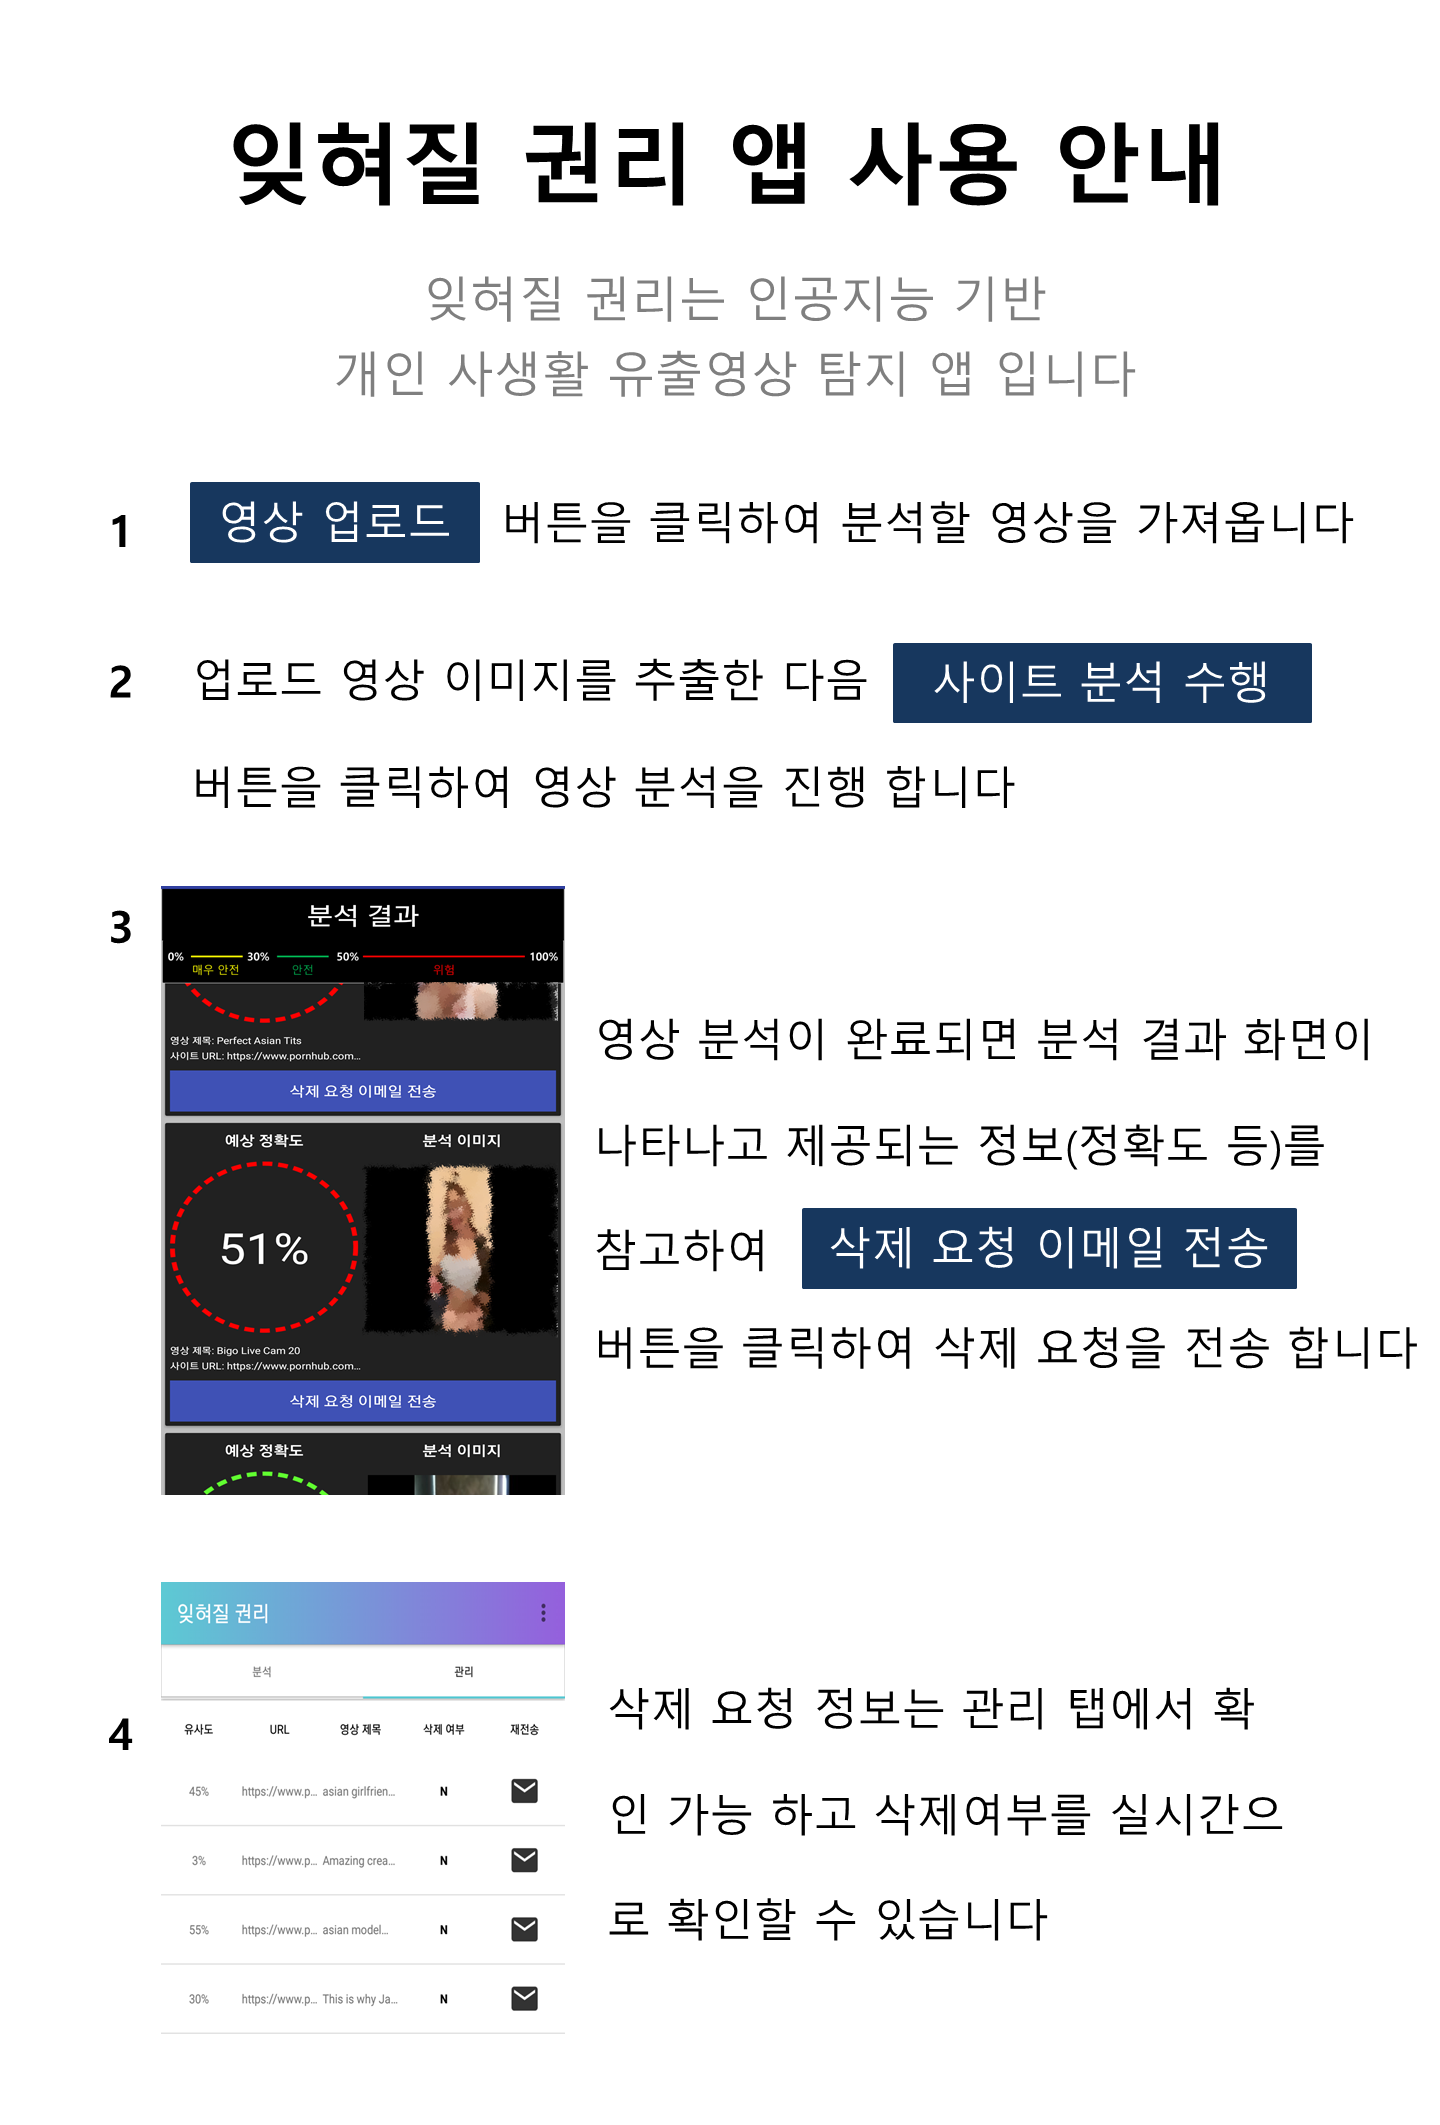 잊혀질 권리 앱 사용 안내
잊혀질 권리는 인공지능 기반
개인 사생활 유출영상 탐지 앱 입니다
1 영상 업로드 버튼을 클릭하여 분석할 영상을 가져옵니다
2 업로드 영상 이미지를 추출한 다음 사이트 분석 수행
버튼을 클릭하여 영상 분석을 진행 합니다
3
분석 결과
0% 30% 50% 100%
매우 안전 안전 위험
영상 제목: Perfect Asian Tits
사이트 URL: https://www.pornhub.com...
삭제 요청 이메일 전송
예상 정확도 분석 이미지
51%
영상 제목: Bigo Live Cam 20
사이트 URL: https://www.pornhub.com...
삭제 요청 이메일 전송
예상 정확도 분석 이미지
영상 분석이 완료되면 분석 결과 화면이
나타나고 제공되는 정보(정확도 등)를
참고하여 삭제 요청 이메일 전송
버튼을 클릭하여 삭제 요청을 전송 합니다
4
잊혀질 권리
분석 관리
유사도 URL 영상 제목 삭제 여부 재전송
45% https://www.p... asian girlfrien... N
3% https://www.p... Amazing crea... N
55% https://www.p... asian model... N
30% https://www.p... This is why Ja... N
삭제 요청 정보는 관리 탭에서 확
인 가능 하고 삭제여부를 실시간으
로 확인할 수 있습니다